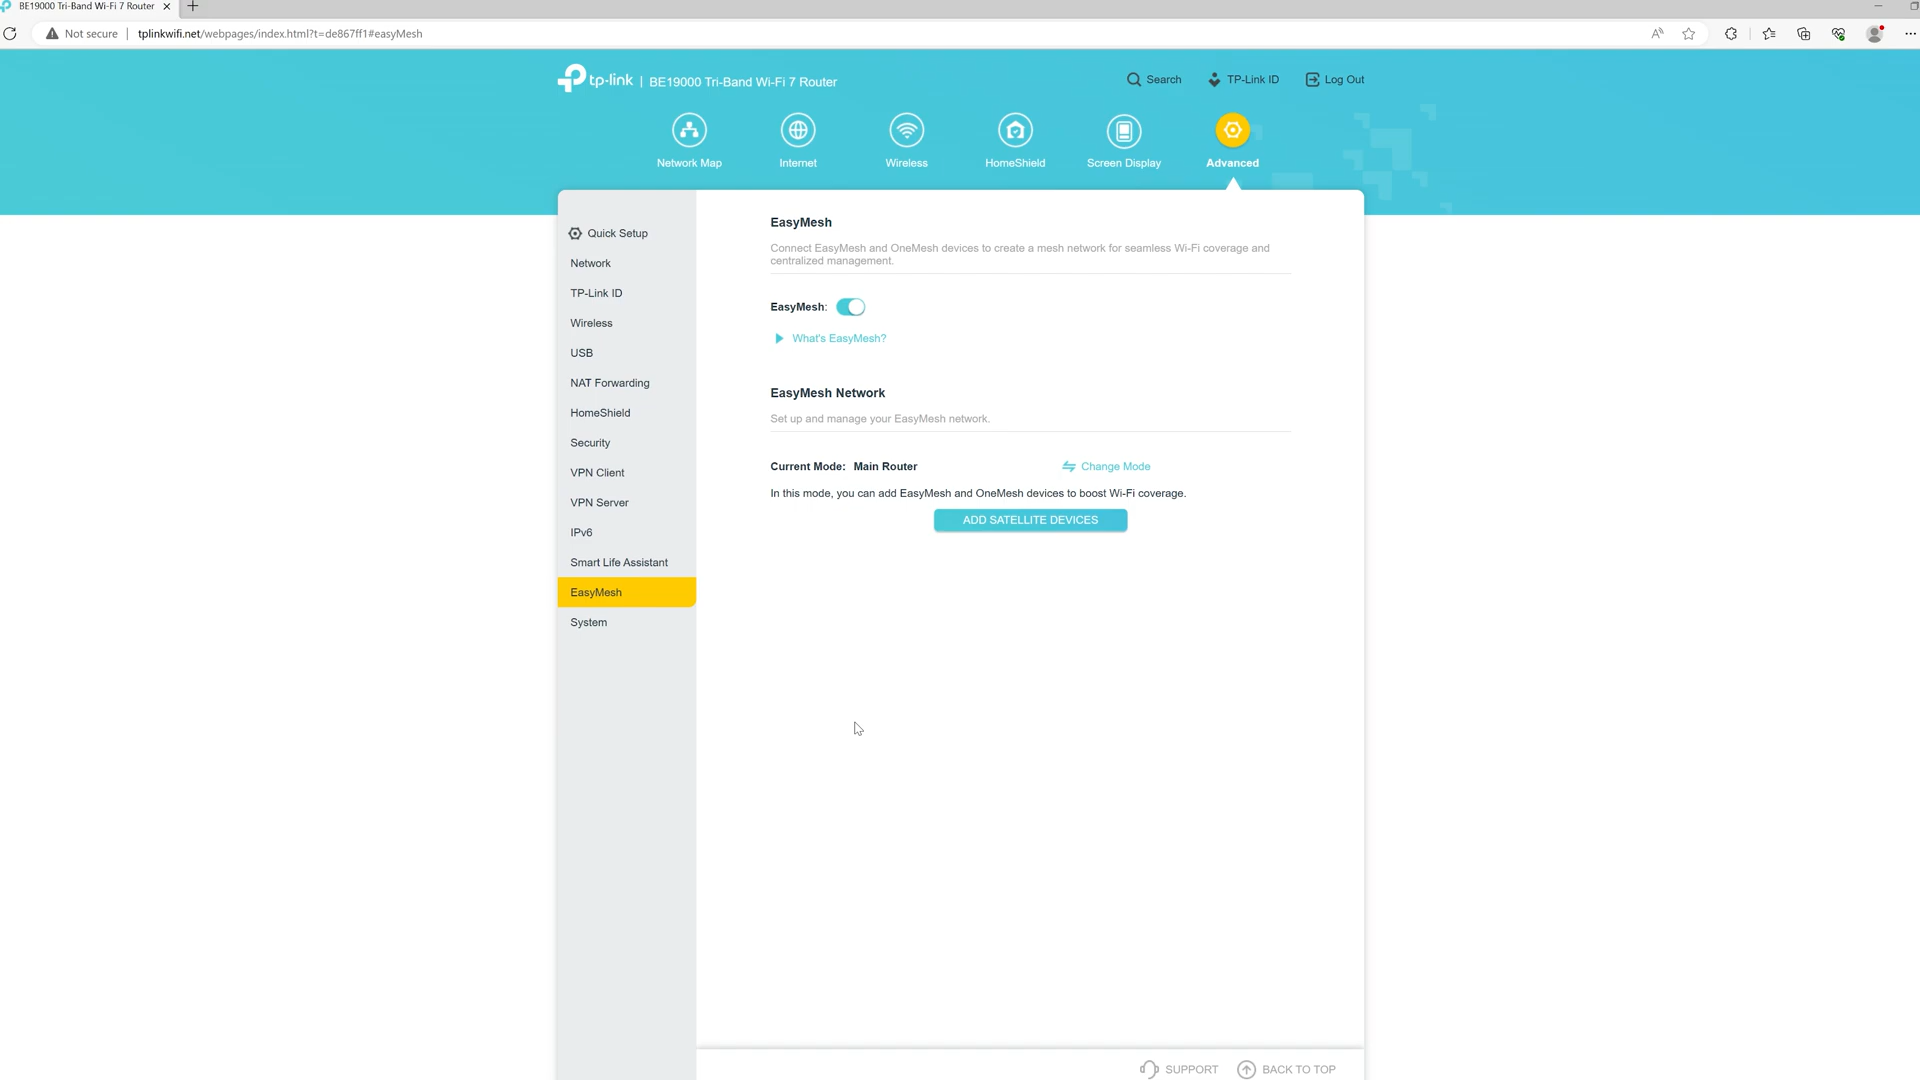 BE19000 Tri-Band Wi-Fi 7 Router
Not secure | tplinkwifi.net/webpages/index.html?t=de867ff1#easyMesh
tp-link | BE19000 Tri-Band Wi-Fi 7 Router
Search
TP-Link ID
Log Out
Network Map
Internet
Wireless
HomeShield
Screen Display
Advanced
Quick Setup
Network
TP-Link ID
Wireless
USB
NAT Forwarding
HomeShield
Security
VPN Client
VPN Server
IPv6
Smart Life Assistant
EasyMesh
System
EasyMesh
Connect EasyMesh and OneMesh devices to create a mesh network for seamless Wi-Fi coverage and
centralized management.
EasyMesh:
What's EasyMesh?
EasyMesh Network
Set up and manage your EasyMesh network.
Current Mode: Main Router
Change Mode
In this mode, you can add EasyMesh and OneMesh devices to boost Wi-Fi coverage.
ADD SATELLITE DEVICES
SUPPORT
BACK TO TOP